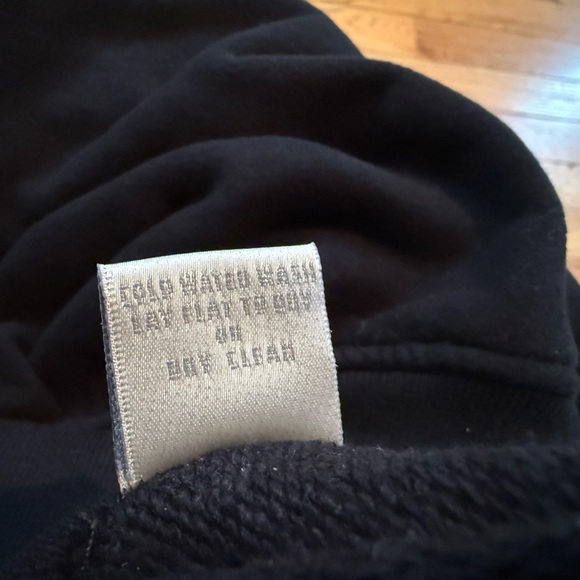 COLD WATER WASH
LAY FLAT TO DRY
OR
DRY CLEAN